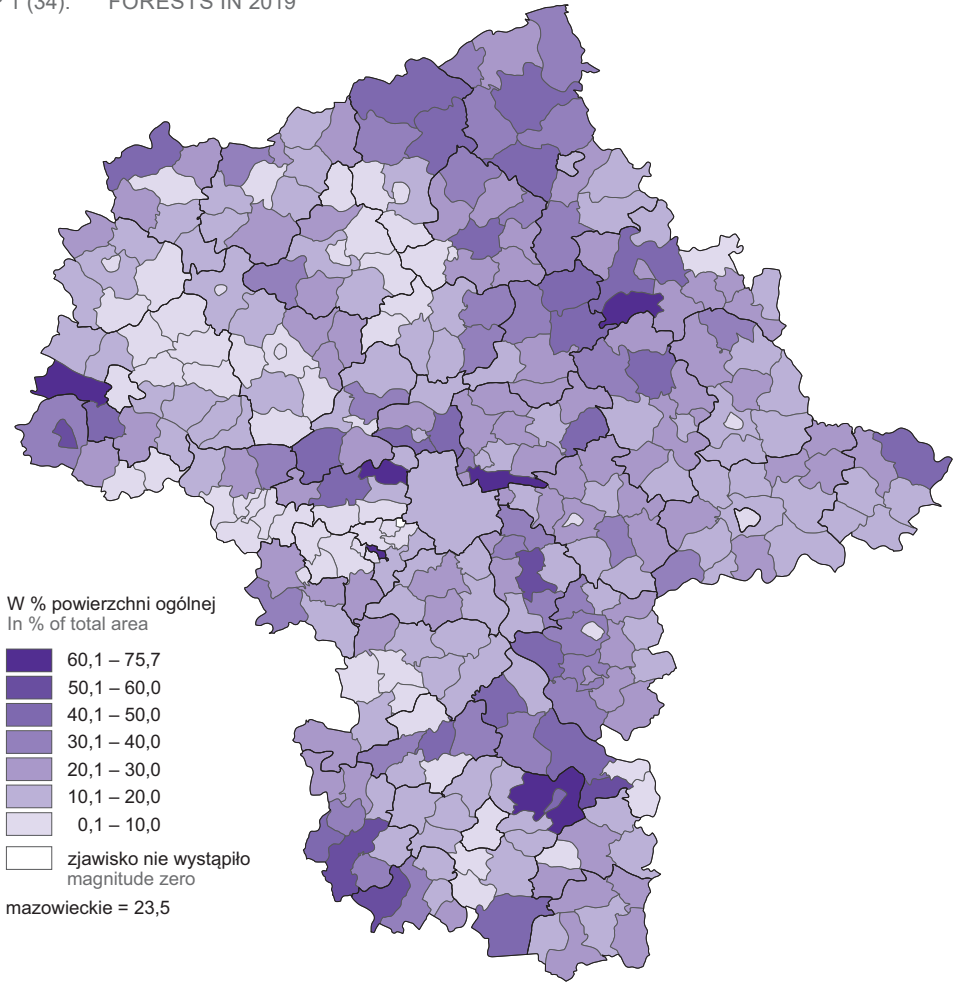 1 (34). FORESTS IN 2019
W % powierzchni ogólnej
In % of total area
60,1 – 75,7
50,1 – 60,0
40,1 – 50,0
30,1 – 40,0
20,1 – 30,0
10,1 – 20,0
0,1 – 10,0
zjawisko nie wystąpiło
magnitude zero
mazowieckie = 23,5